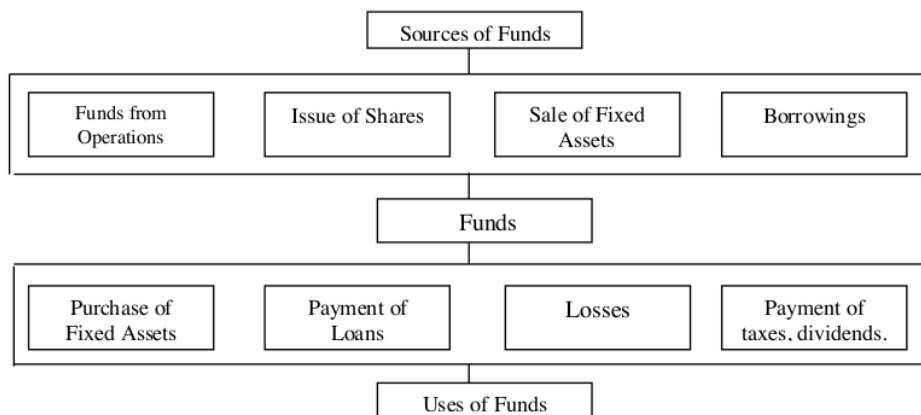 Sources of Funds
Funds from
Operations
Issue of Shares
Sale of Fixed
Assets
Borrowings
Funds
Purchase of
Fixed Assets
Payment of
Loans
Losses
Payment of
taxes, dividends.
Uses of Funds